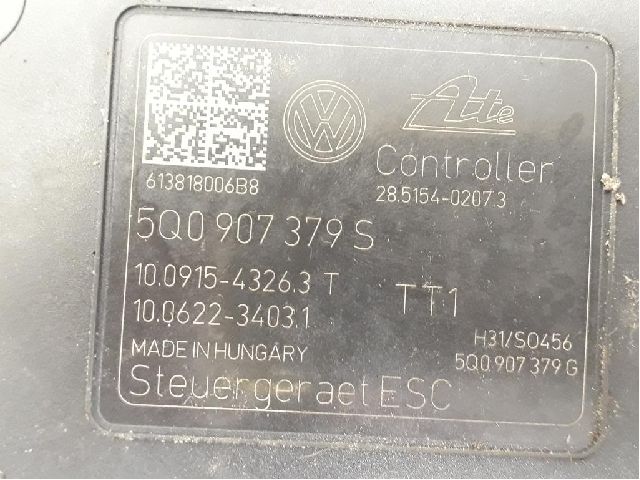 Ate
Controller
613818006B8
28.5154-0207.3
5Q0 907 379 S
10.0915-4326.3 T
TT1
10.0622-3403.1
H31/S0456
MADE IN HUNGARY
5Q0 907 379 G
Steuergeraet ESC